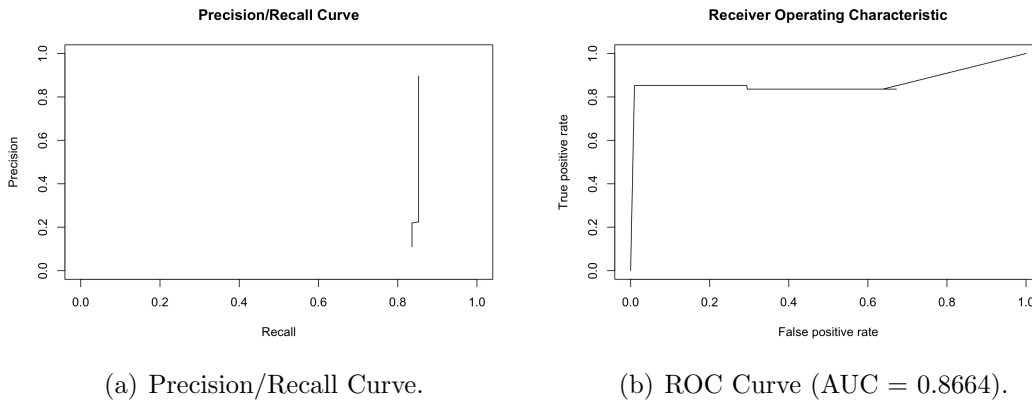 Precision/Recall Curve
Precision
1.0
0.8
0.6
0.4
0.2
0.0
0.0 0.2 0.4 0.6 0.8 1.0
Recall
(a) Precision/Recall Curve.
Receiver Operating Characteristic
True positive rate
1.0
0.8
0.6
0.4
0.2
0.0
0.0 0.2 0.4 0.6 0.8 1.0
False positive rate
(b) ROC Curve (AUC = 0.8664).